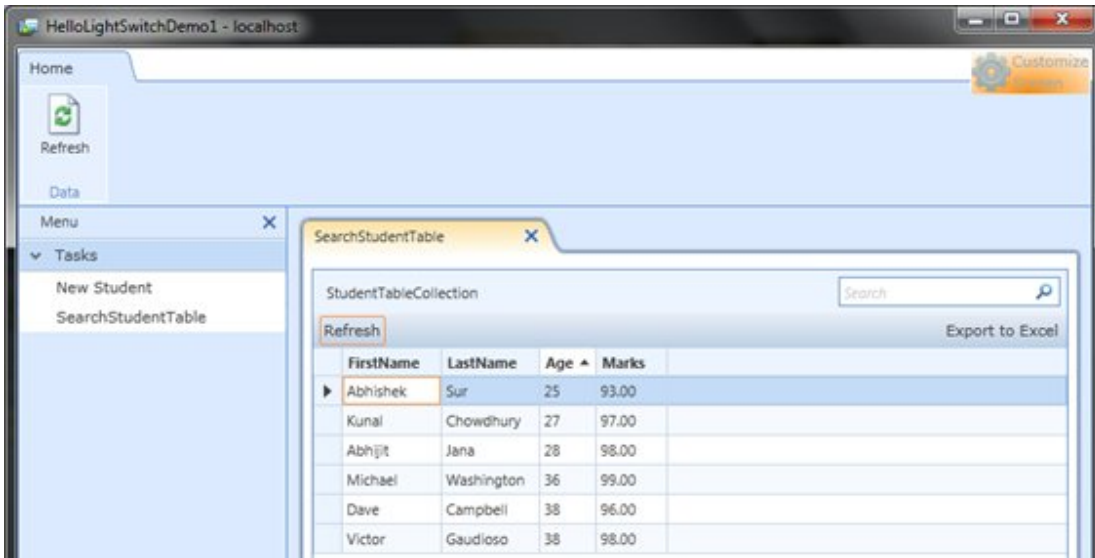 HelloLightSwitchDemo1 - localhost
Home
Customize
Screen
Refresh
Data
Menu
Tasks
New Student
SearchStudentTable
SearchStudentTable
StudentTableCollection
Search
Refresh
Export to Excel
FirstName LastName Age Marks
Abhishek Sur 25 93.00
Kunal Chowdhury 27 97.00
Abhijit Jana 28 98.00
Michael Washington 36 99.00
Dave Campbell 38 96.00
Victor Gaudioso 38 98.00